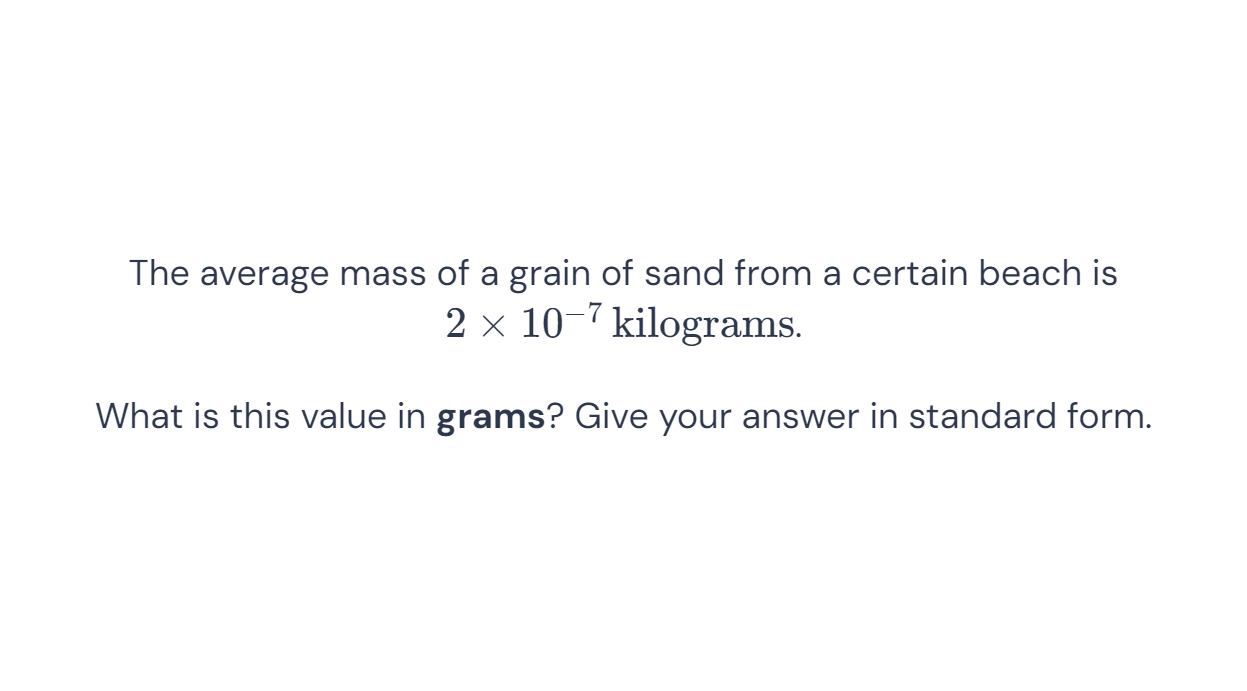 The average mass of a grain of sand from a certain beach is
2 × 10⁻⁷ kilograms.
What is this value in grams? Give your answer in standard form.